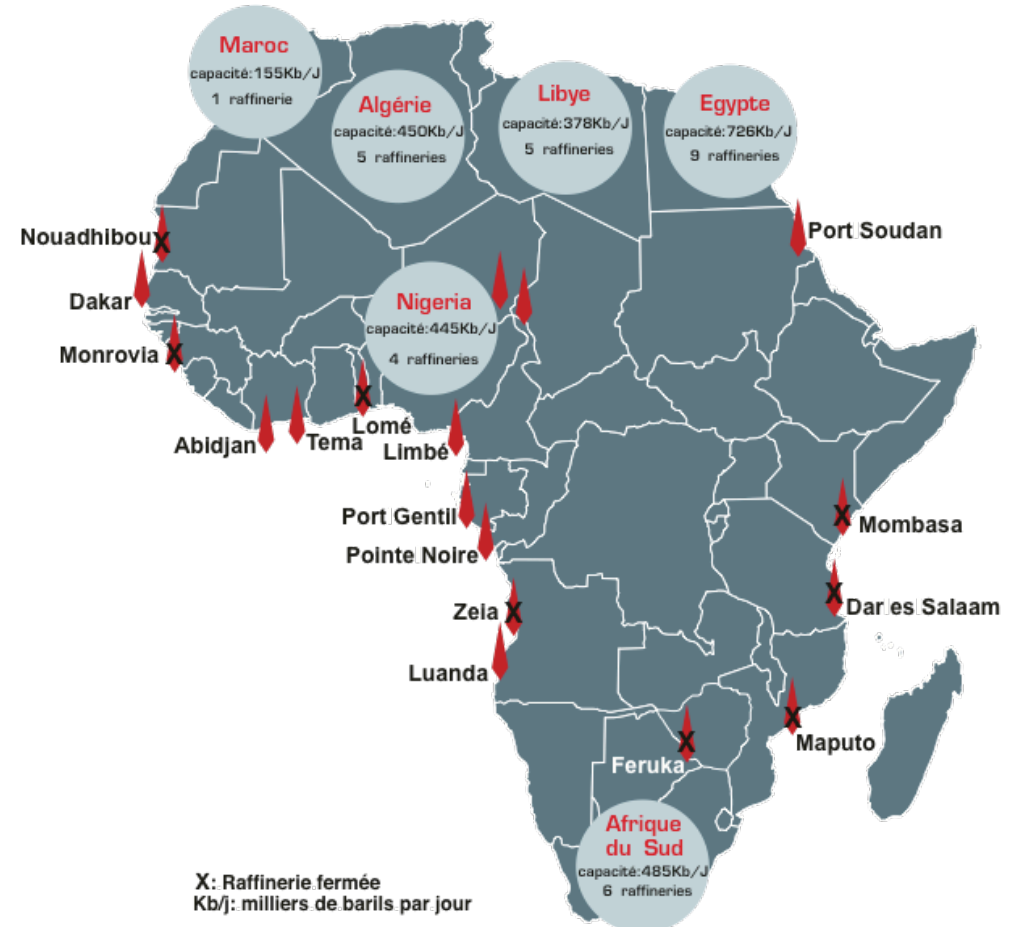 Maroc
capacité:155Kb/J
1 raffinerie
Algérie
capacité:450Kb/J
5 raffineries
Libye
capacité:378Kb/J
5 raffineries
Egypte
capacité:726Kb/J
9 raffineries
Nouadhibou
X
Port Soudan
Dakar
Nigeria
capacité:445Kb/J
4 raffineries
Monrovia
X
X
Lomé
Abidjan
Tema
Limbé
Port Gentil
X
Mombasa
Pointe Noire
Zeia
X
X
Dar es Salaam
Luanda
X
Maputo
X
Feruka
Afrique
du Sud
capacité:485Kb/J
6 raffineries
X: Raffinerie fermée
Kb/j: milliers de barils par jour